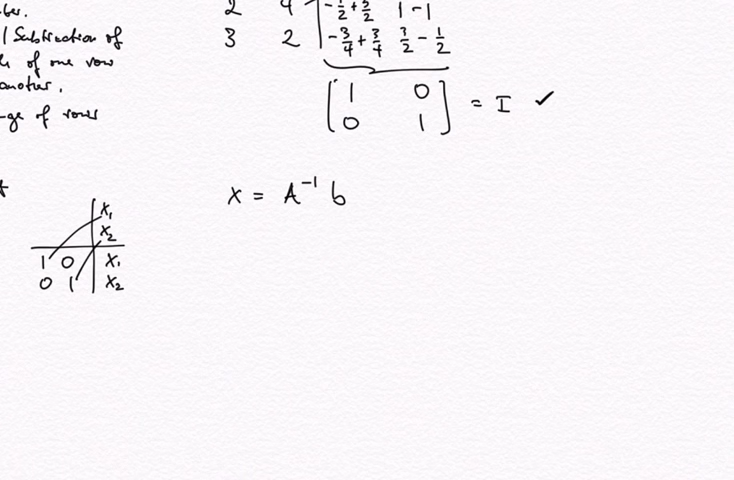 2 4 -1/2 + 3/2 1 - 1
/ Subtraction of
3 2 -3/4 + 3/4 3/2 - 1/2
of one row
another.
[1 0
0 1] = I ✓
of rows
X = A⁻¹ b
X₁
X₂
1 0 X₁
0 1 X₂